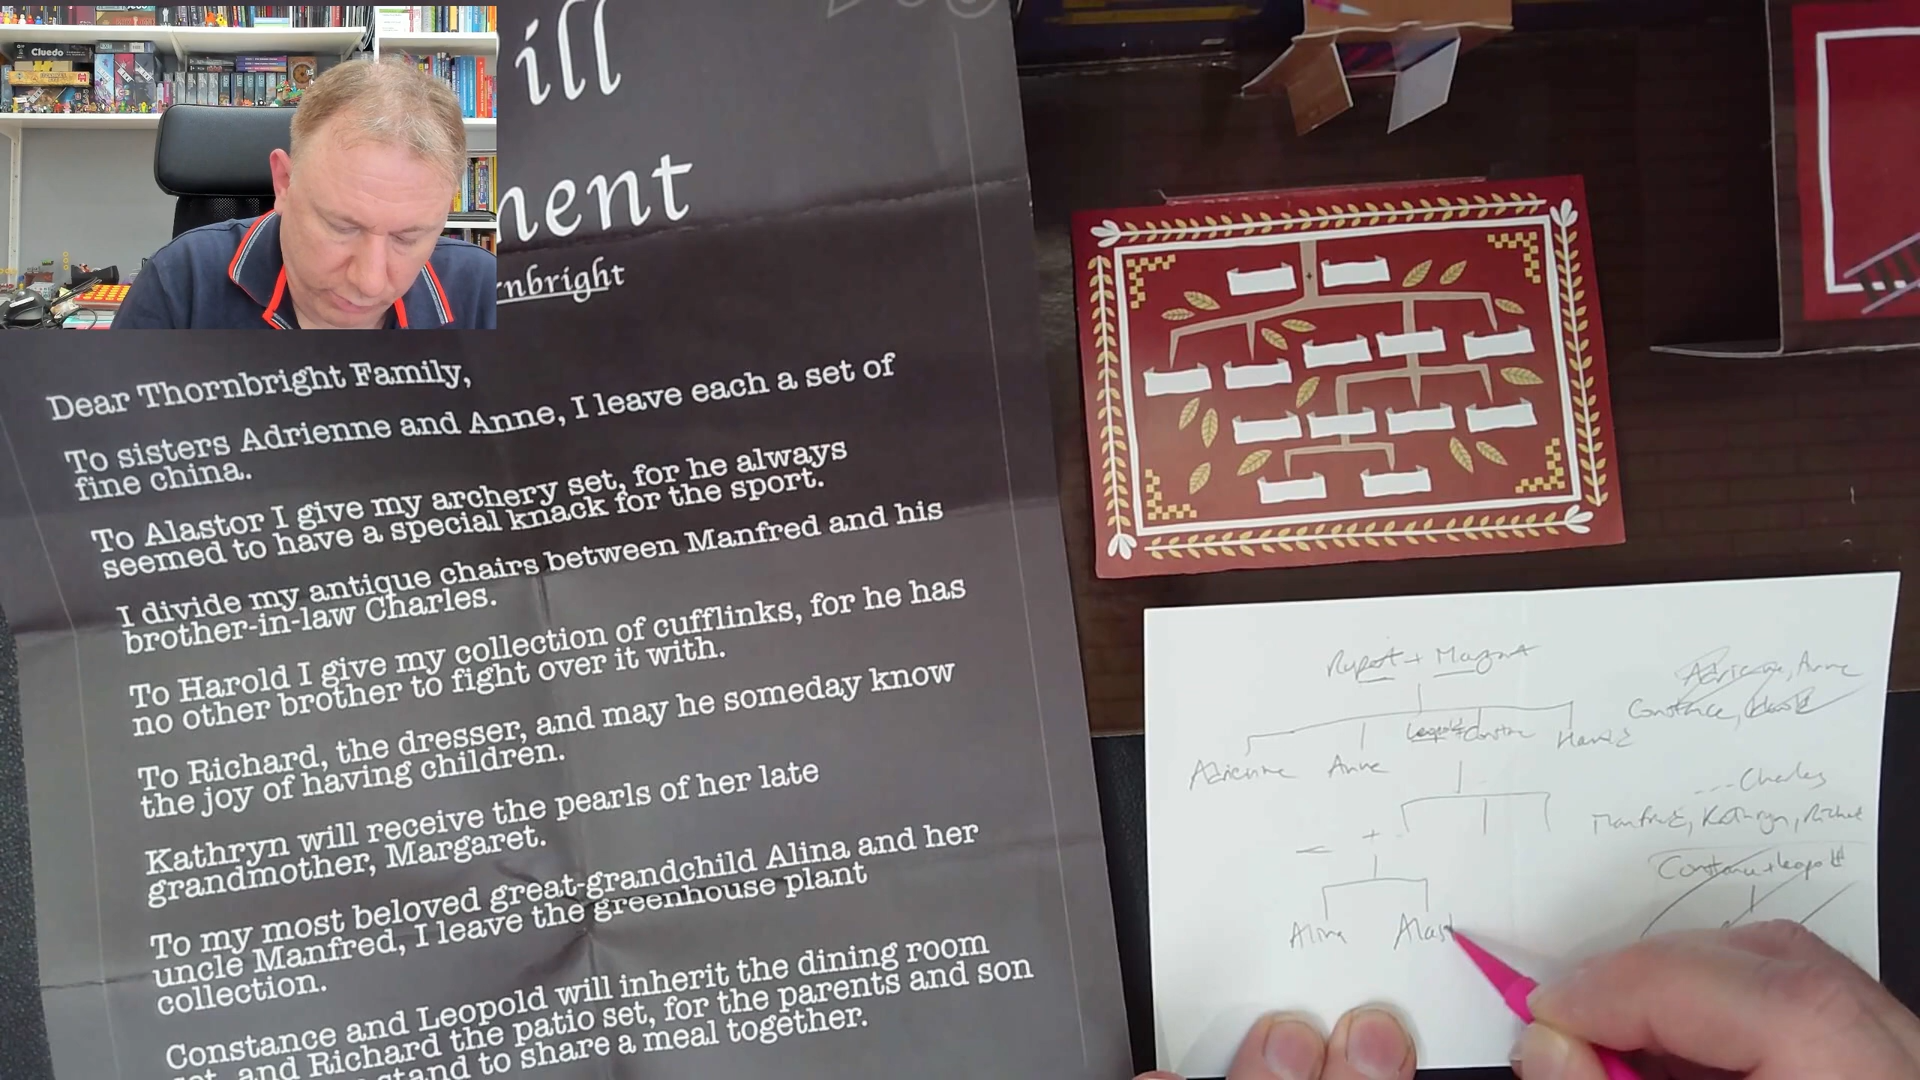 Cluedo
ill
ment
rnbright
Dear Thornbright Family,
To sisters Adrienne and Anne, I leave each a set of
fine china.
To Alastor I give my archery set, for he always
seemed to have a special knack for the sport.
I divide my antique chairs between Manfred and his
brother-in-law Charles.
To Harold I give my collection of cufflinks, for he has
no other brother to fight over it with.
To Richard, the dresser, and may he someday know
the joy of having children.
Kathryn will receive the pearls of her late
grandmother, Margaret.
To my most beloved great-grandchild Alina and her
uncle Manfred, I leave the greenhouse plant
collection.
Constance and Leopold will inherit the dining room
set, and Richard the patio set, for the parents and son
stand to share a meal together.
+
Adrienne, Anne
Constance,
Adrienne Anne
--- Charles
Manfred, Kathryn, Richard
+
Constance + Leopold
Alina Alast